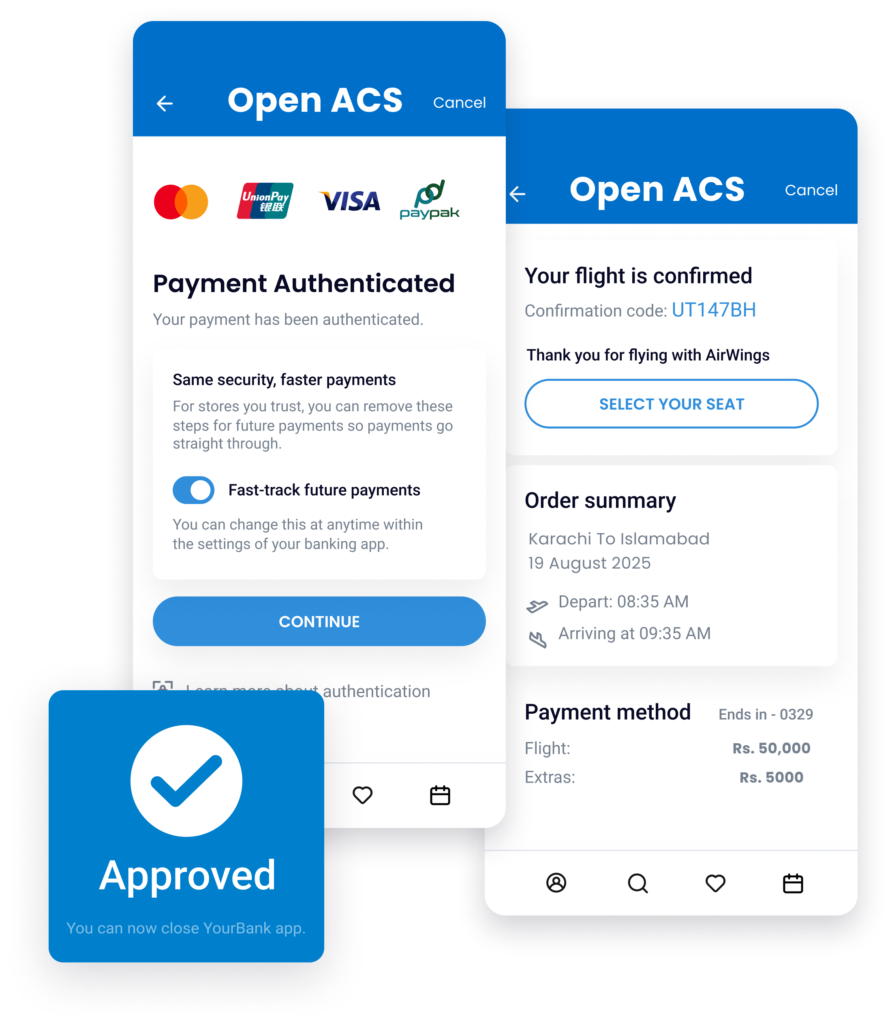 Open ACS
Cancel
UnionPay
银联
VISA
paypak
Payment Authenticated
Your payment has been authenticated.
Same security, faster payments
For stores you trust, you can remove these
steps for future payments so payments go
straight through.
Fast-track future payments
You can change this at anytime within
the settings of your banking app.
CONTINUE
Learn more about authentication
Approved
You can now close YourBank app.
Open ACS
Cancel
Your flight is confirmed
Confirmation code: UT147BH
Thank you for flying with AirWings
SELECT YOUR SEAT
Order summary
Karachi To Islamabad
19 August 2025
Depart: 08:35 AM
Arriving at 09:35 AM
Payment method Ends in - 0329
Flight: Rs. 50,000
Extras: Rs. 5000